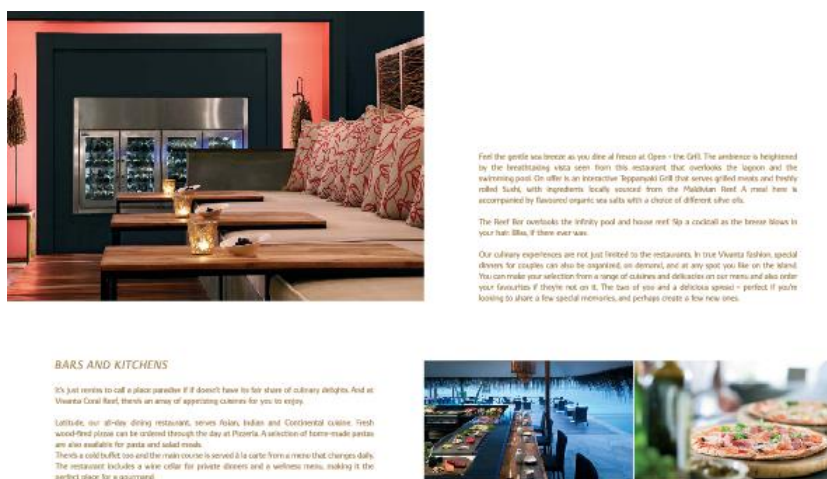 Feel the gentle sea breeze as you dine al fresco at Open - the Grill. The ambience is heightened
by the breathtaking vista seen from this restaurant that overlooks the lagoon and the
swimming pool. On offer is an interactive Teppanyaki Grill that serves grilled meats and freshly
rolled Sushi, with ingredients locally sourced from the Maldivian Reef. A meal here is
accompanied by flavoured organic sea salts with a choice of different olive oils.
The Reef Bar overlooks the infinity pool and house reef. Sip a cocktail as the breeze blows in
your hair. Bliss, if there ever was.
Our culinary experiences are not just limited to the restaurants. In true Vivanta fashion, special
dinners for couples can also be organized, on demand, and at any spot you like on the island.
You can make your selection from a range of cuisines and delicacies on our menu and also order
your favourites if they're not on it. The two of you and a delicious spread - perfect if you're
looking to share a few special memories, and perhaps create a few new ones.
BARS AND KITCHENS
It's just remiss to call a place paradise if it doesn't have its fair share of culinary delights. And at
Vivanta Coral Reef, there's an array of appetizing cuisines for you to enjoy.
Latitude, our all-day dining restaurant, serves Asian, Indian and Continental cuisine. Fresh
wood-fired pizzas can be ordered through the day at Pizzeria. A selection of home-made pastas
are also available for pasta and salad meals.
There's a cold buffet too and the main course is served à la carte from a menu that changes daily.
The restaurant includes a wine cellar for private dinners and a wellness menu, making it the
perfect place for a gourmand.